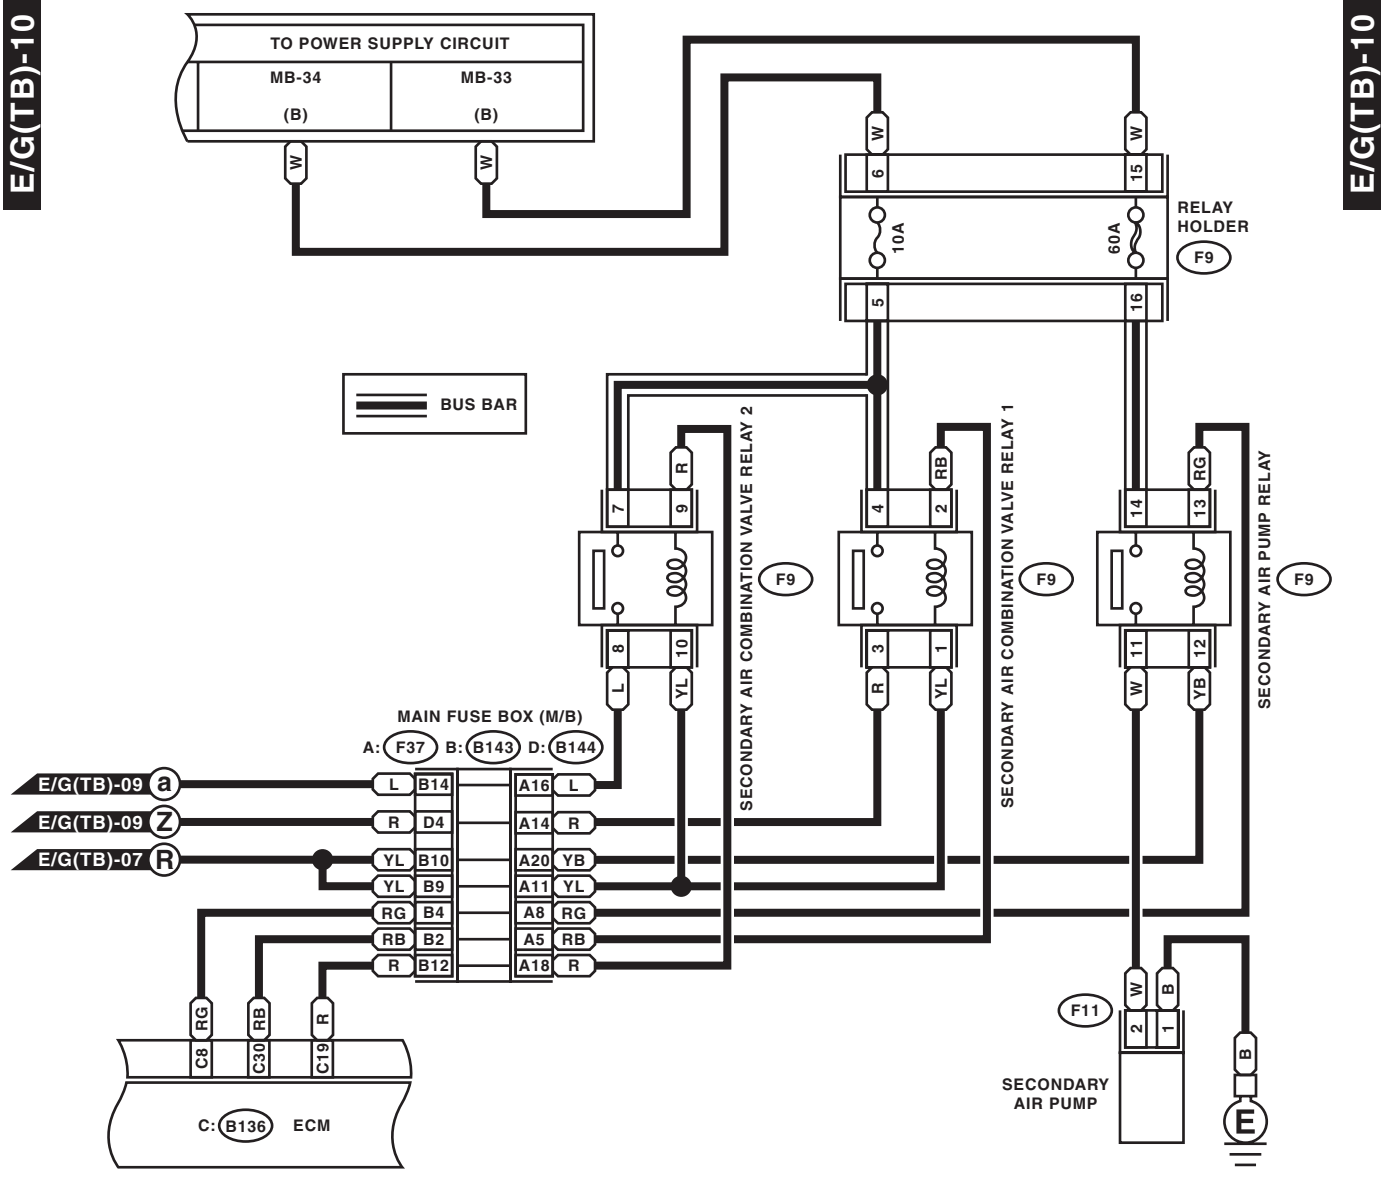 E/G(TB)-10
E/G(TB)-10
TO POWER SUPPLY CIRCUIT
MB-34
MB-33
(B)
(B)
W
W
W
W
6
15
10A
60A
RELAY
HOLDER
F9
5
16
BUS BAR
R
RB
RG
7
9
4
2
14
13
SECONDARY AIR COMBINATION VALVE RELAY 2
F9
SECONDARY AIR COMBINATION VALVE RELAY 1
F9
SECONDARY AIR PUMP RELAY
F9
8
10
3
1
11
12
L
YL
R
YL
W
YB
MAIN FUSE BOX (M/B)
A: F37 B: B143 D: B144
E/G(TB)-09 a L B14 A16 L
E/G(TB)-09 Z R D4 A14 R
E/G(TB)-07 R YL B10 A20 YB
YL B9 A11 YL
RG B4 A8 RG
RB B2 A5 RB
R B12 A18 R
RG
RB
R
C8
C30
C19
C: B136 ECM
W
B
F11
2
1
B
SECONDARY
AIR PUMP
E